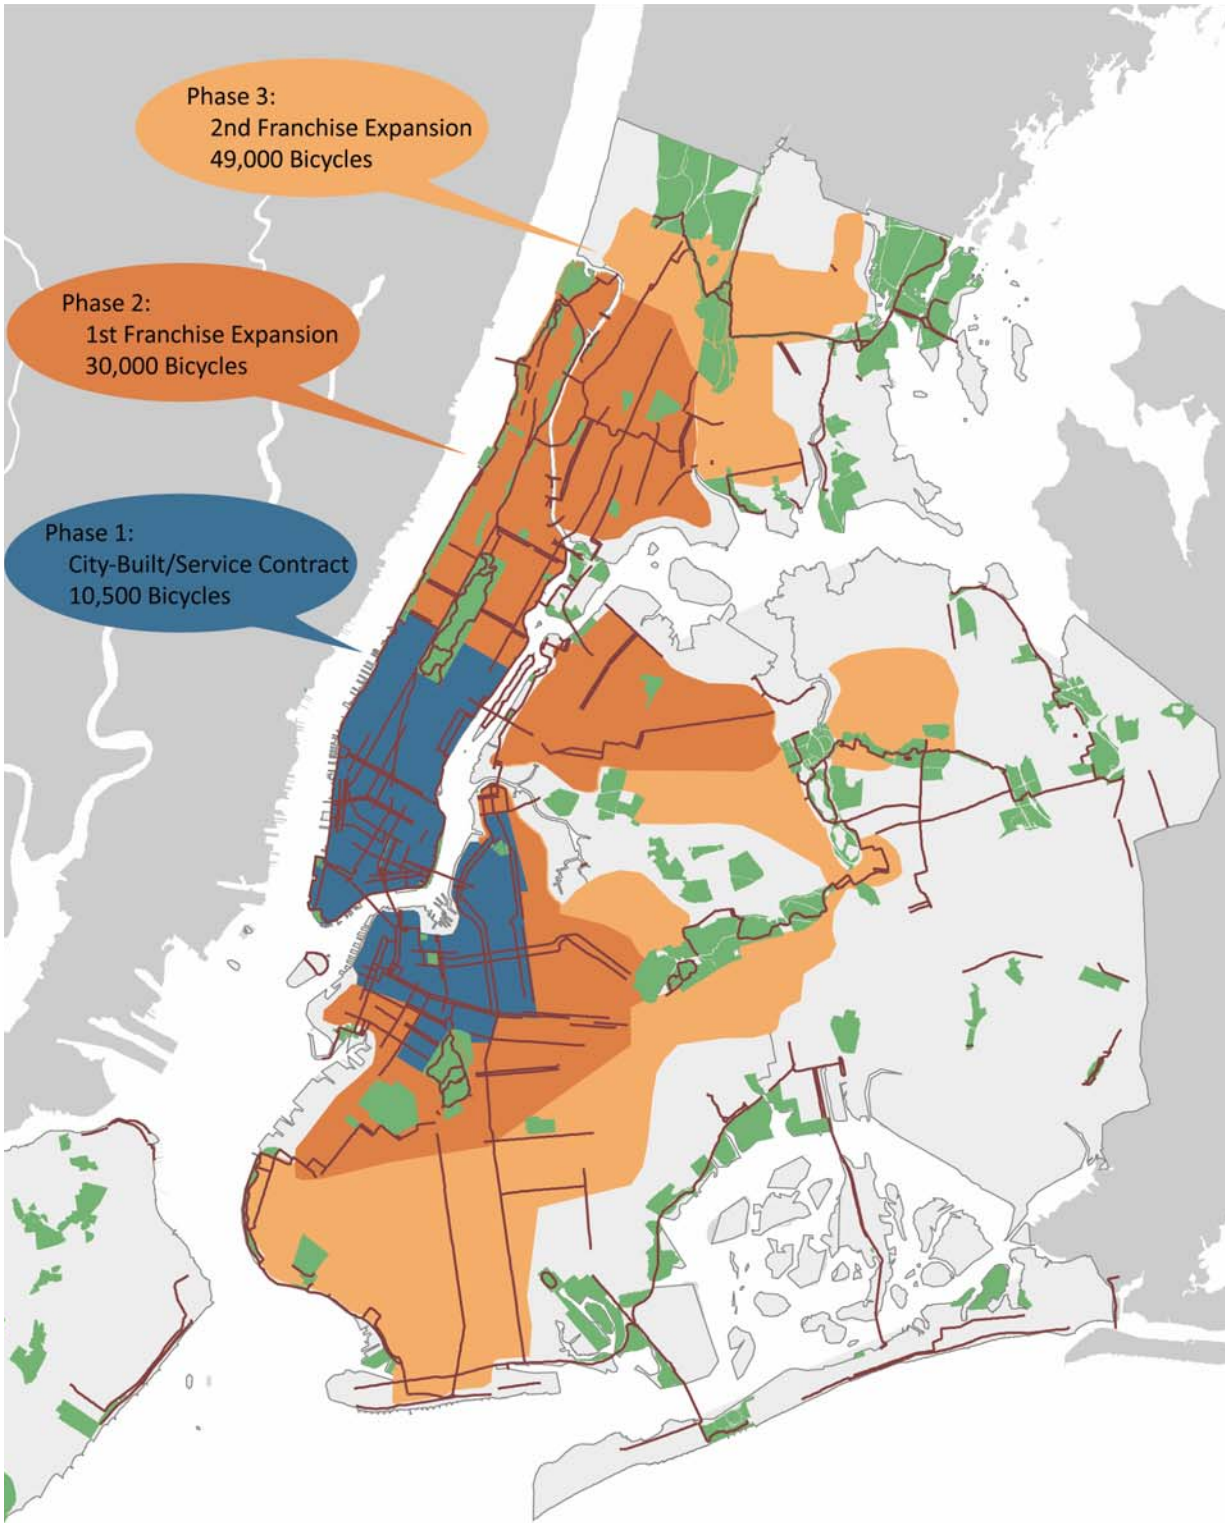 Phase 3:
2nd Franchise Expansion
49,000 Bicycles
Phase 2:
1st Franchise Expansion
30,000 Bicycles
Phase 1:
City-Built/Service Contract
10,500 Bicycles